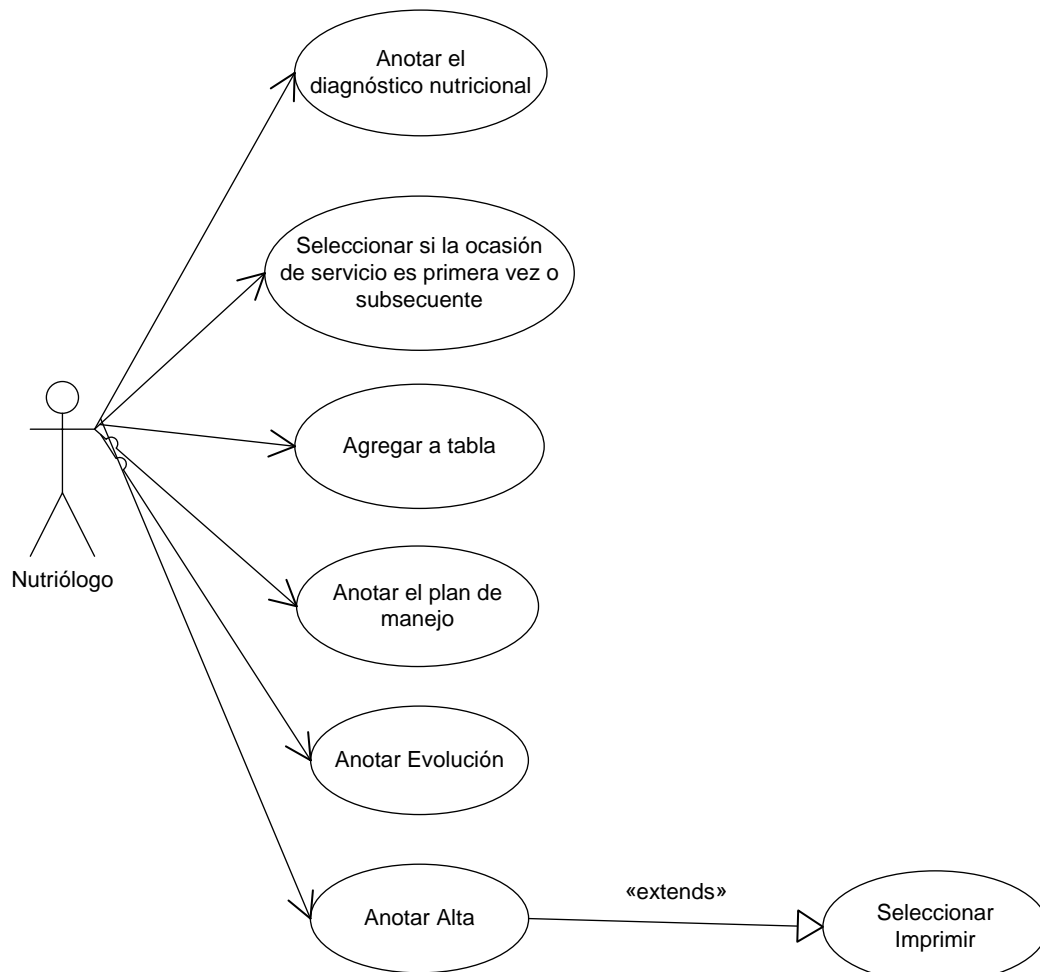 Anotar el
diagnóstico nutricional
Seleccionar si la ocasión
de servicio es primera vez o
subsecuente
Agregar a tabla
Nutriólogo
Anotar el plan de
manejo
Anotar Evolución
Anotar Alta
«extends»
Seleccionar
Imprimir